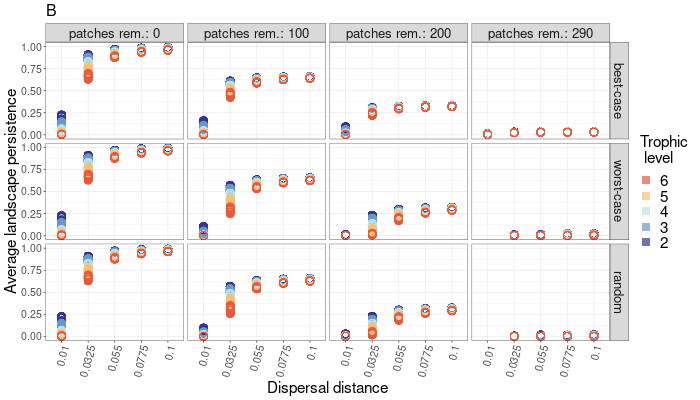 B
patches rem.: 0
patches rem.: 100
patches rem.: 200
patches rem.: 290
Average landscape persistence
1.00
0.75
0.50
0.25
0.00
best-case
1.00
0.75
0.50
0.25
0.00
worst-case
1.00
0.75
0.50
0.25
0.00
random
0.01 0.0325 0.055 0.0775 0.1
0.01 0.0325 0.055 0.0775 0.1
0.01 0.0325 0.055 0.0775 0.1
0.01 0.0325 0.055 0.0775 0.1
Dispersal distance
Trophic
level
6
5
4
3
2